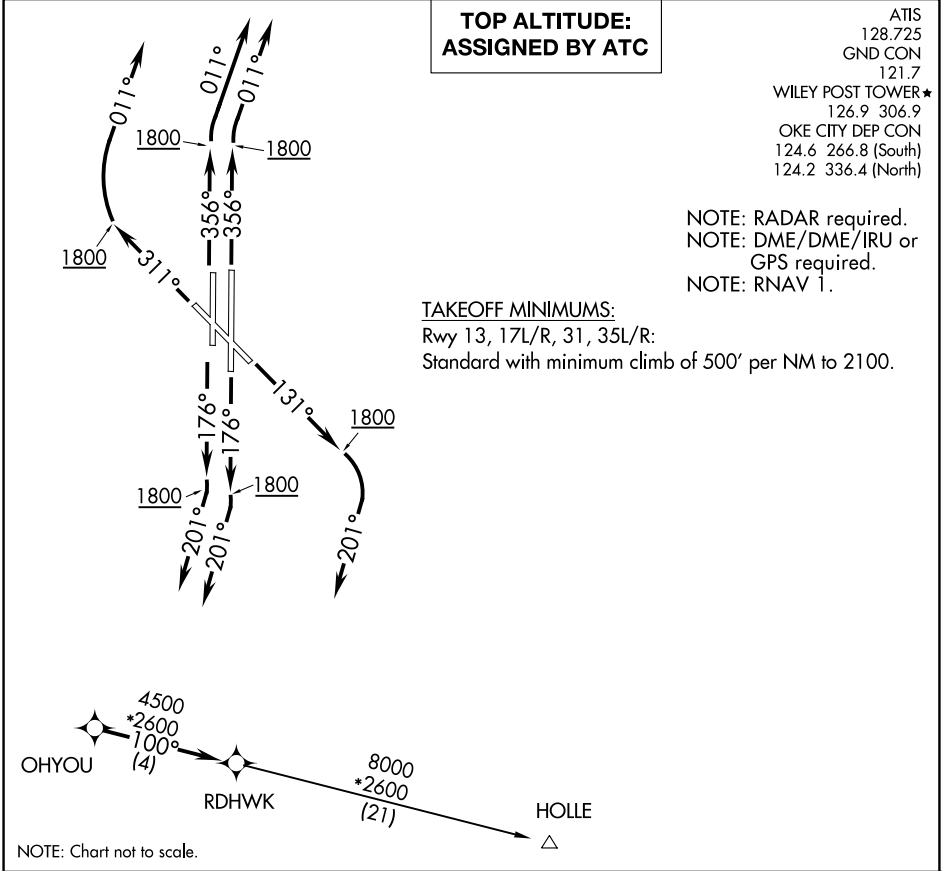 TOP ALTITUDE:
ASSIGNED BY ATC
ATIS
128.725
GND CON
121.7
WILEY POST TOWER★
126.9 306.9
OKE CITY DEP CON
124.6 266.8 (South)
124.2 336.4 (North)
NOTE: RADAR required.
NOTE: DME/DME/IRU or
GPS required.
NOTE: RNAV 1.
TAKEOFF MINIMUMS:
Rwy 13, 17L/R, 31, 35L/R:
Standard with minimum climb of 500' per NM to 2100.
011°
011°
011°
1800
1800
356°
356°
1800
311°
131°
1800
176°
176°
1800
1800
201°
201°
201°
4500
*2600
100°
(4)
OHYOU
RDHWK
8000
*2600
(21)
HOLLE
NOTE: Chart not to scale.